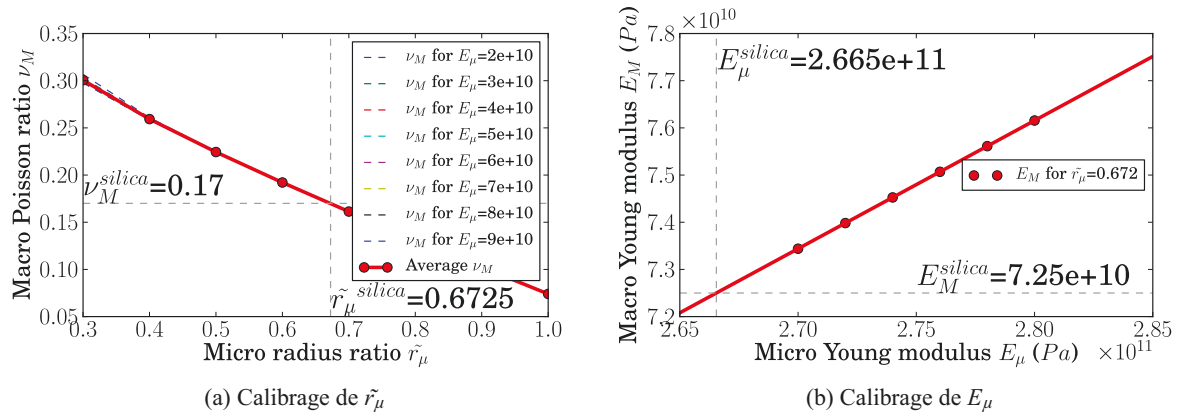 Macro Poisson ratio ν_M
0.35
0.30
0.25
0.20
0.15
0.10
0.05
0.3
0.4
0.5
0.6
0.7
0.8
0.9
1.0
Micro radius ratio r̃_μ
ν_M^silica=0.17
r̃_μ^silica=0.6725
ν_M for E_μ=2e+10
ν_M for E_μ=3e+10
ν_M for E_μ=4e+10
ν_M for E_μ=5e+10
ν_M for E_μ=6e+10
ν_M for E_μ=7e+10
ν_M for E_μ=8e+10
ν_M for E_μ=9e+10
Average ν_M
(a) Calibrage de r̃_μ
Macro Young modulus E_M (Pa)
×10^10
7.8
7.7
7.6
7.5
7.4
7.3
7.2
2.65
2.70
2.75
2.80
2.85
Micro Young modulus E_μ (Pa)
×10^11
E_μ^silica=2.665e+11
E_M for r̃_μ=0.672
E_M^silica=7.25e+10
(b) Calibrage de E_μ